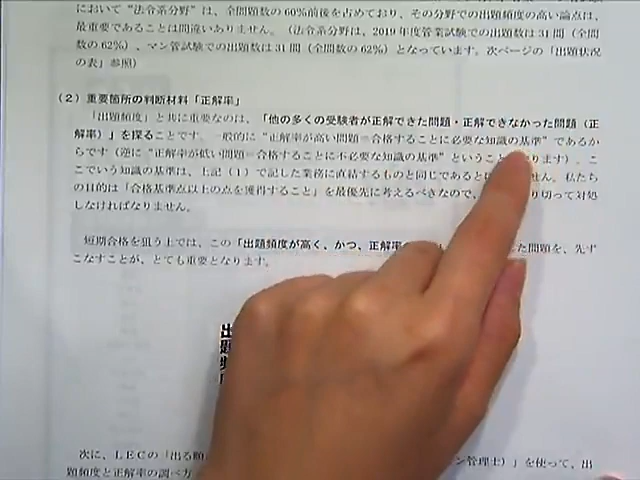 において“法令系分野”は、全問題数の60%前後を占めており、その分野での出題頻度の高い論点は、
最重要であることは間違いありません。（法令系分野は、2019年度管業試験での出題数は31問（全問
数の62%）、マン管試験での出題数は31問（全問数の62%）となっています。次ページの「出題状況
の表」参照）
（2）重要箇所の判断材料「正解率」
「出題頻度」と共に重要なのは、「他の多くの受験者が正解できた問題・正解できなかった問題（正
解率）」を探ることです。一般的に“正解率が高い問題＝合格することに必要な知識の基準”であるか
らです（逆に“正解率が低い問題＝合格することに不必要な知識の基準”ということ ります）。こ
こでいう知識の基準は、上記（1）で記した業務に直結するものと同じであると せん。私たち
の目的は「合格基準点以上の点を獲得すること」を最優先に考えるべきなので、 り切って対処
しなければなりません。
短期合格を狙う上では、この「出題頻度が高く、かつ、正解率 た問題を、先ず
こなすことが、とても重要となります。
出
題
次に、LECの「出る順 ン管理士）」を使って、出
題頻度と正解率の調べ方